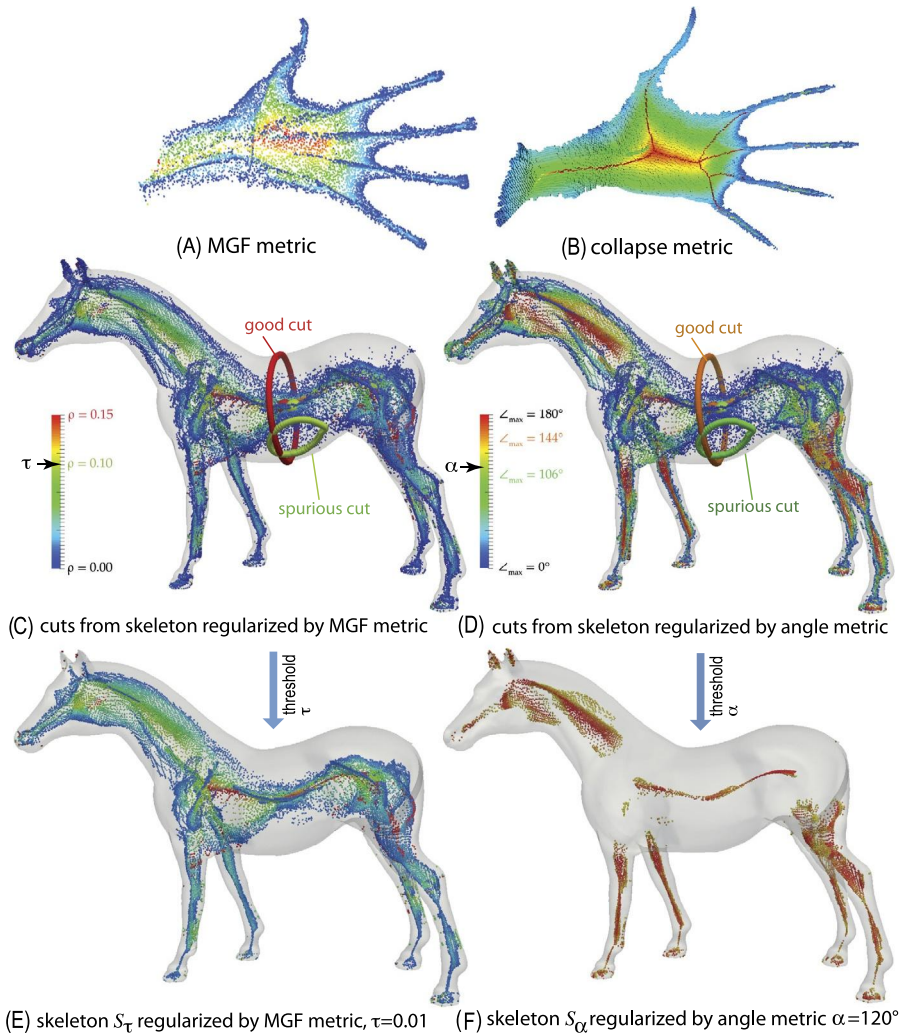 (A) MGF metric
(B) collapse metric
good cut
good cut
ρ = 0.15
τ
ρ = 0.10
ρ = 0.00
spurious cut
∠max = 180°
∠max = 144°
α
∠max = 106°
∠max = 0°
spurious cut
(C) cuts from skeleton regularized by MGF metric
(D) cuts from skeleton regularized by angle metric
threshold
τ
threshold
α
(E) skeleton Sτ regularized by MGF metric, τ=0.01
(F) skeleton Sα regularized by angle metric α=120°